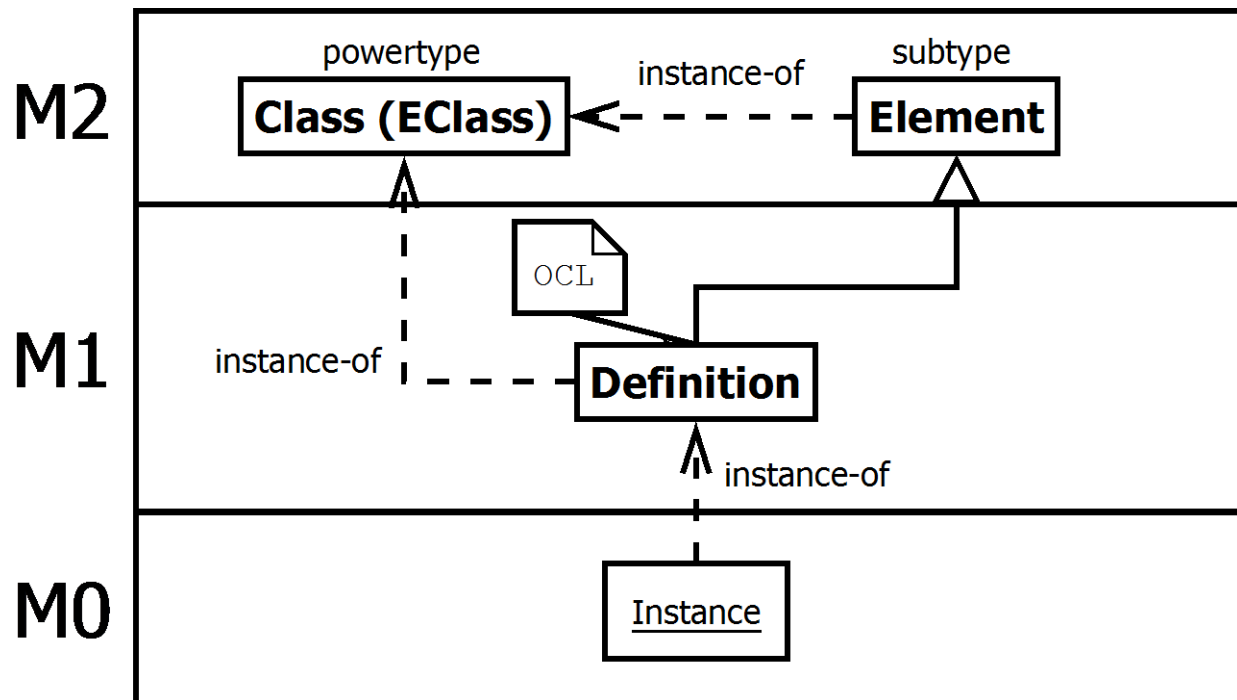 M2
powertype
Class (EClass)
instance-of
subtype
Element
M1
OCL
instance-of
Definition
instance-of
M0
Instance